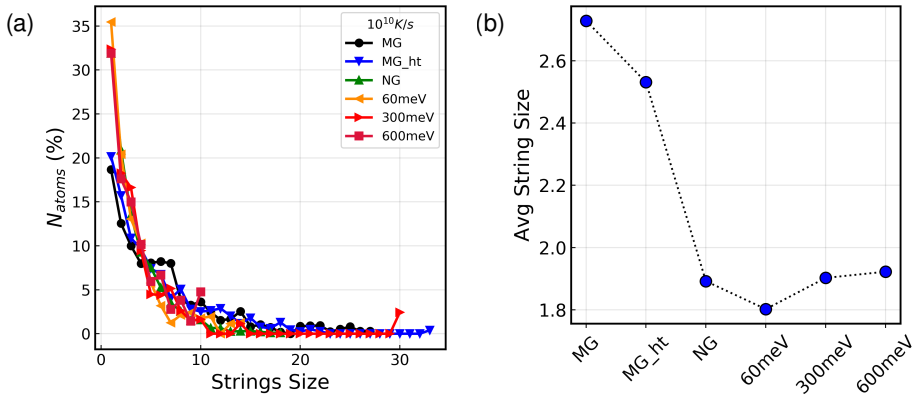 (a)
35
30
25
20
15
10
5
0
N_atoms (%)
0 10 20 30
Strings Size
10^10 K/s
MG
MG_ht
NG
60meV
300meV
600meV
(b)
2.6
2.4
2.2
2.0
1.8
Avg String Size
MG MG_ht NG 60meV 300meV 600meV